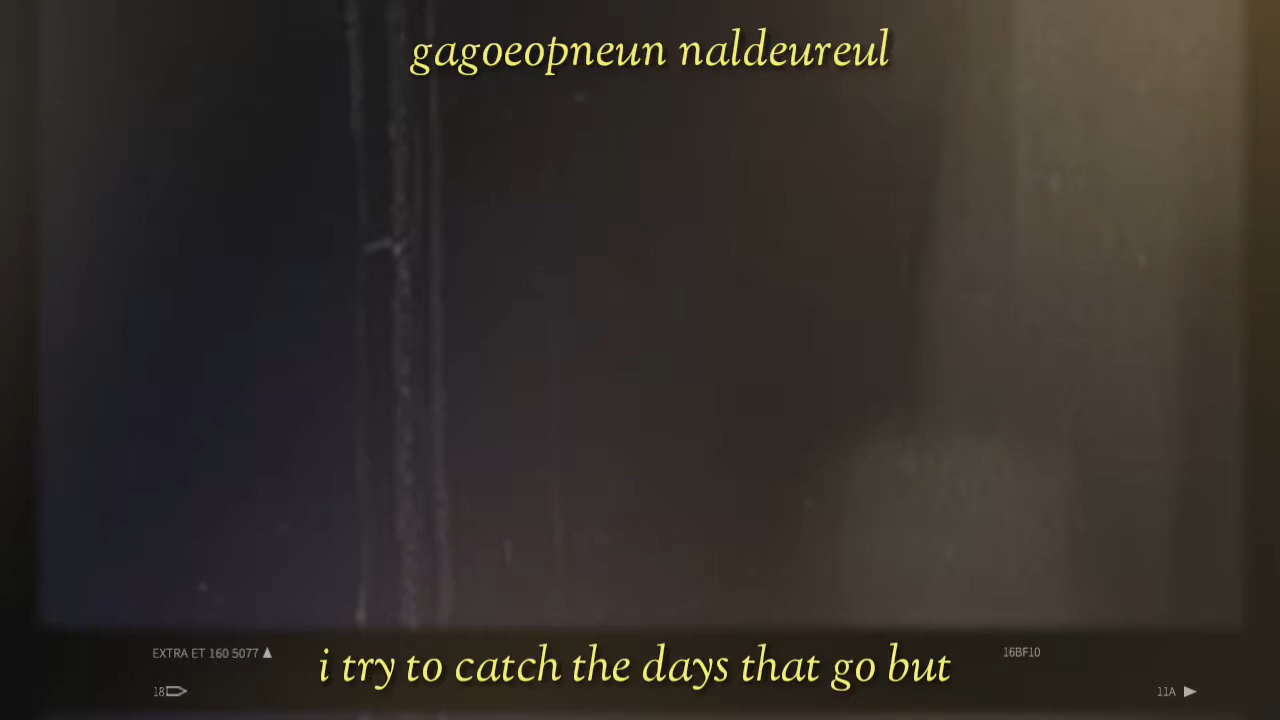 gagoeopneun naldeureul
EXTRA ET 160 5077 ▲
i try to catch the days that go but
16BF10
18
11A ▶